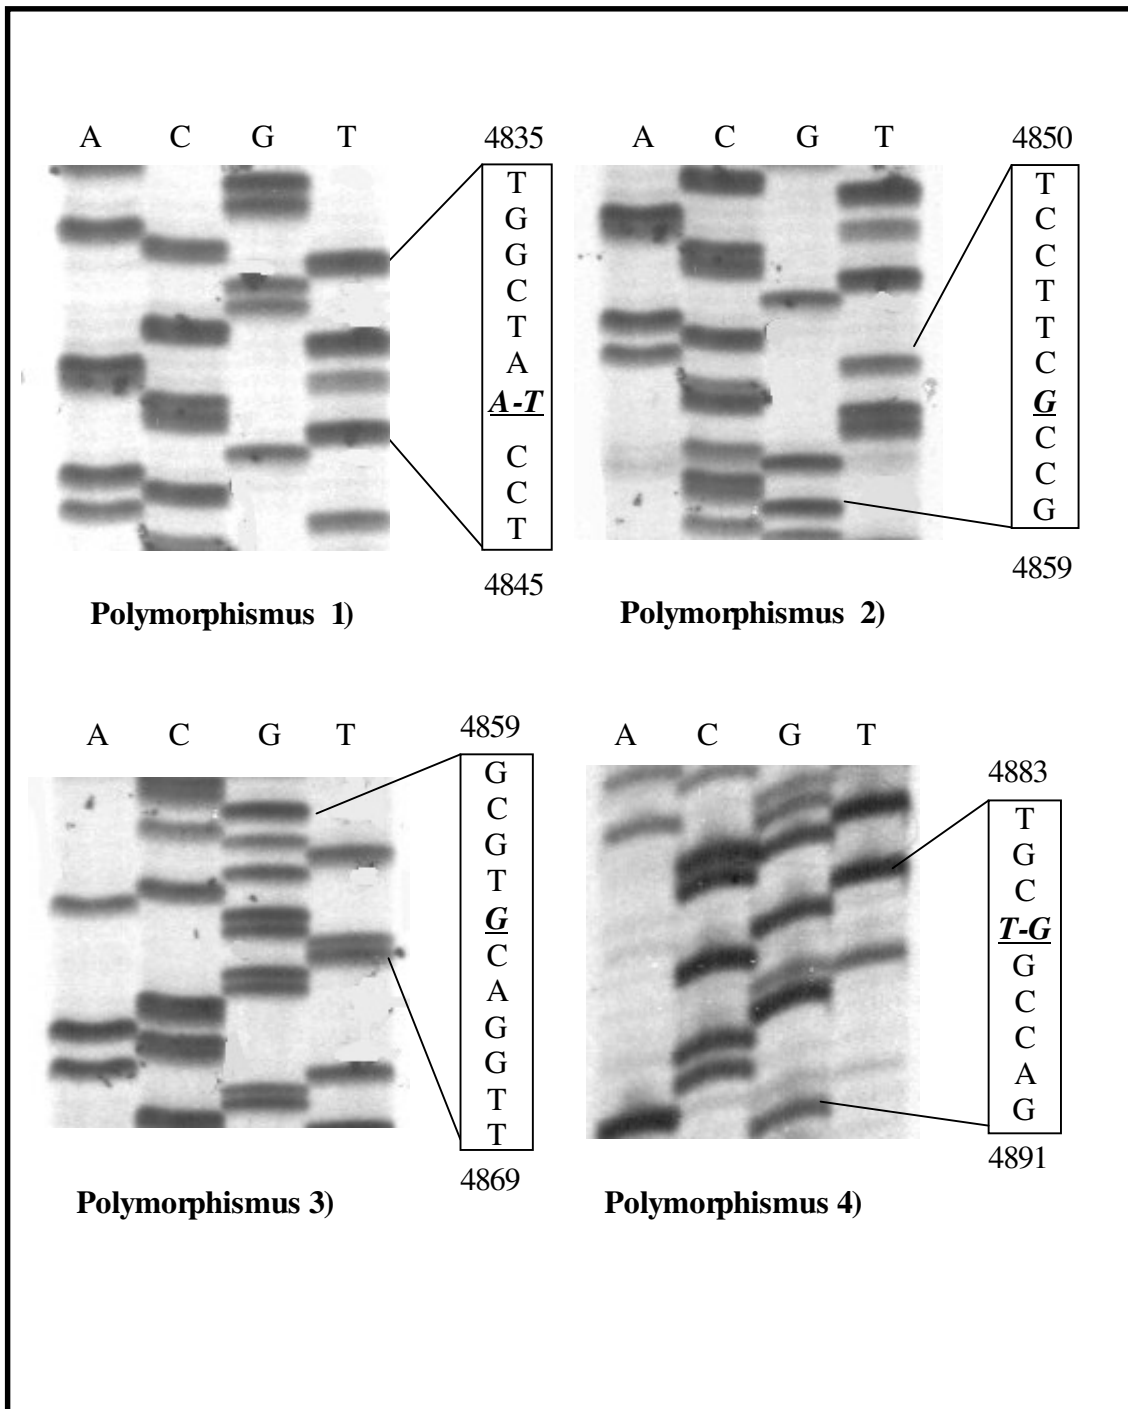 A C G T
4835
T
G
G
C
T
A
A-T
C
C
T
4845
Polymorphismus 1)
A C G T
4850
T
C
C
T
T
C
G
C
C
G
4859
Polymorphismus 2)
A C G T
4859
G
C
G
T
G
C
A
G
G
T
T
4869
Polymorphismus 3)
A C G T
4883
T
G
C
T-G
G
C
C
A
G
4891
Polymorphismus 4)